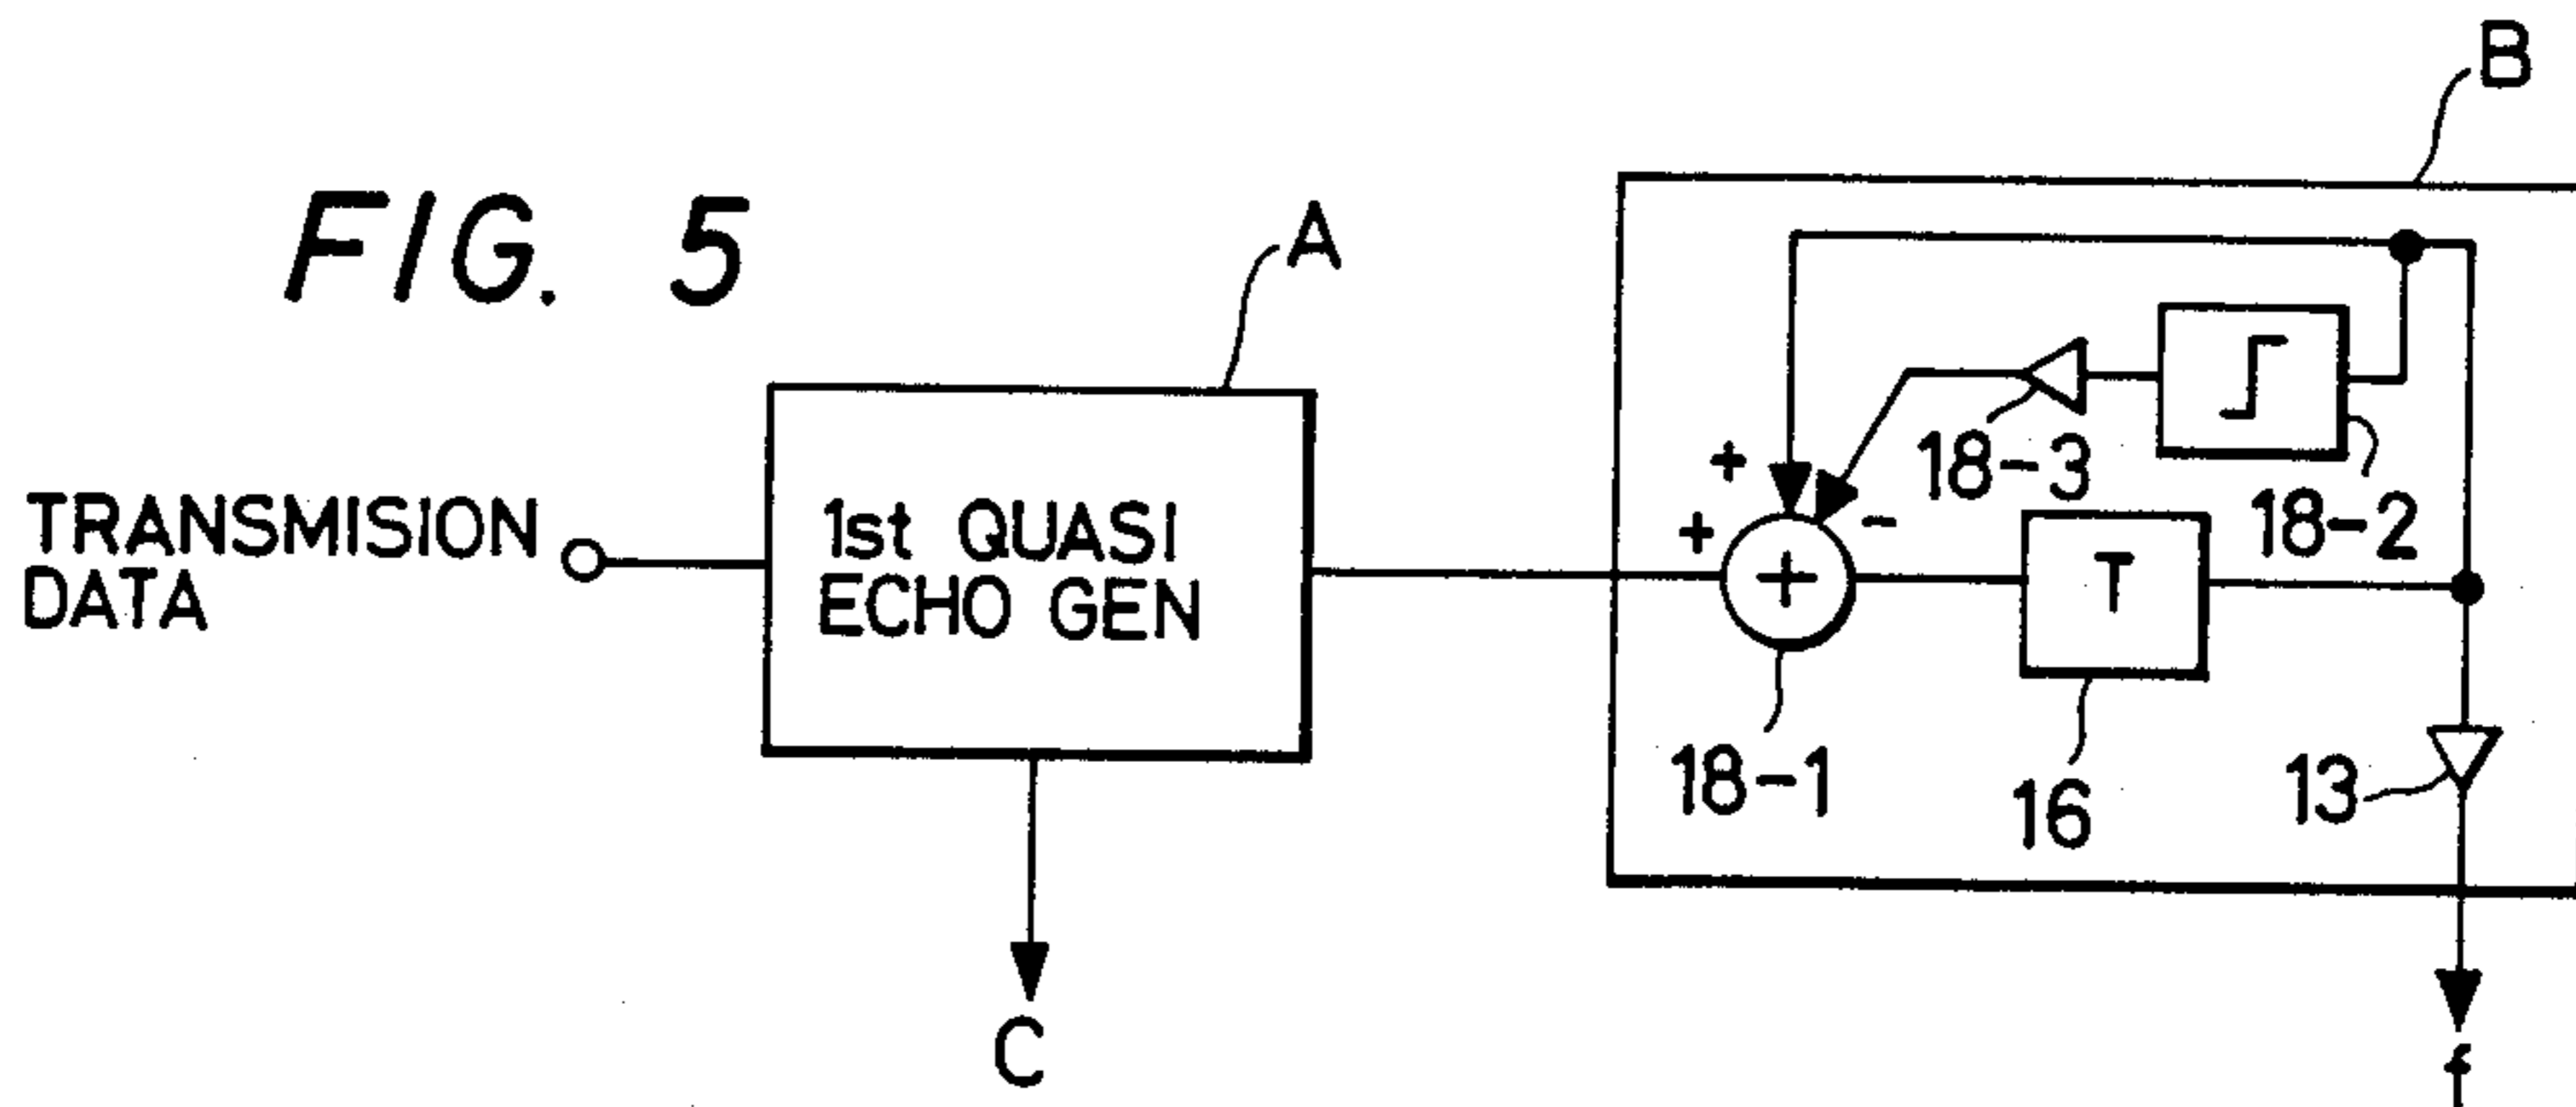 B
FIG. 5
A
+
18-3
18-2
+
-
TRANSMISION
DATA
1st QUASI
ECHO GEN
+
T
18-1
16
13
C
f